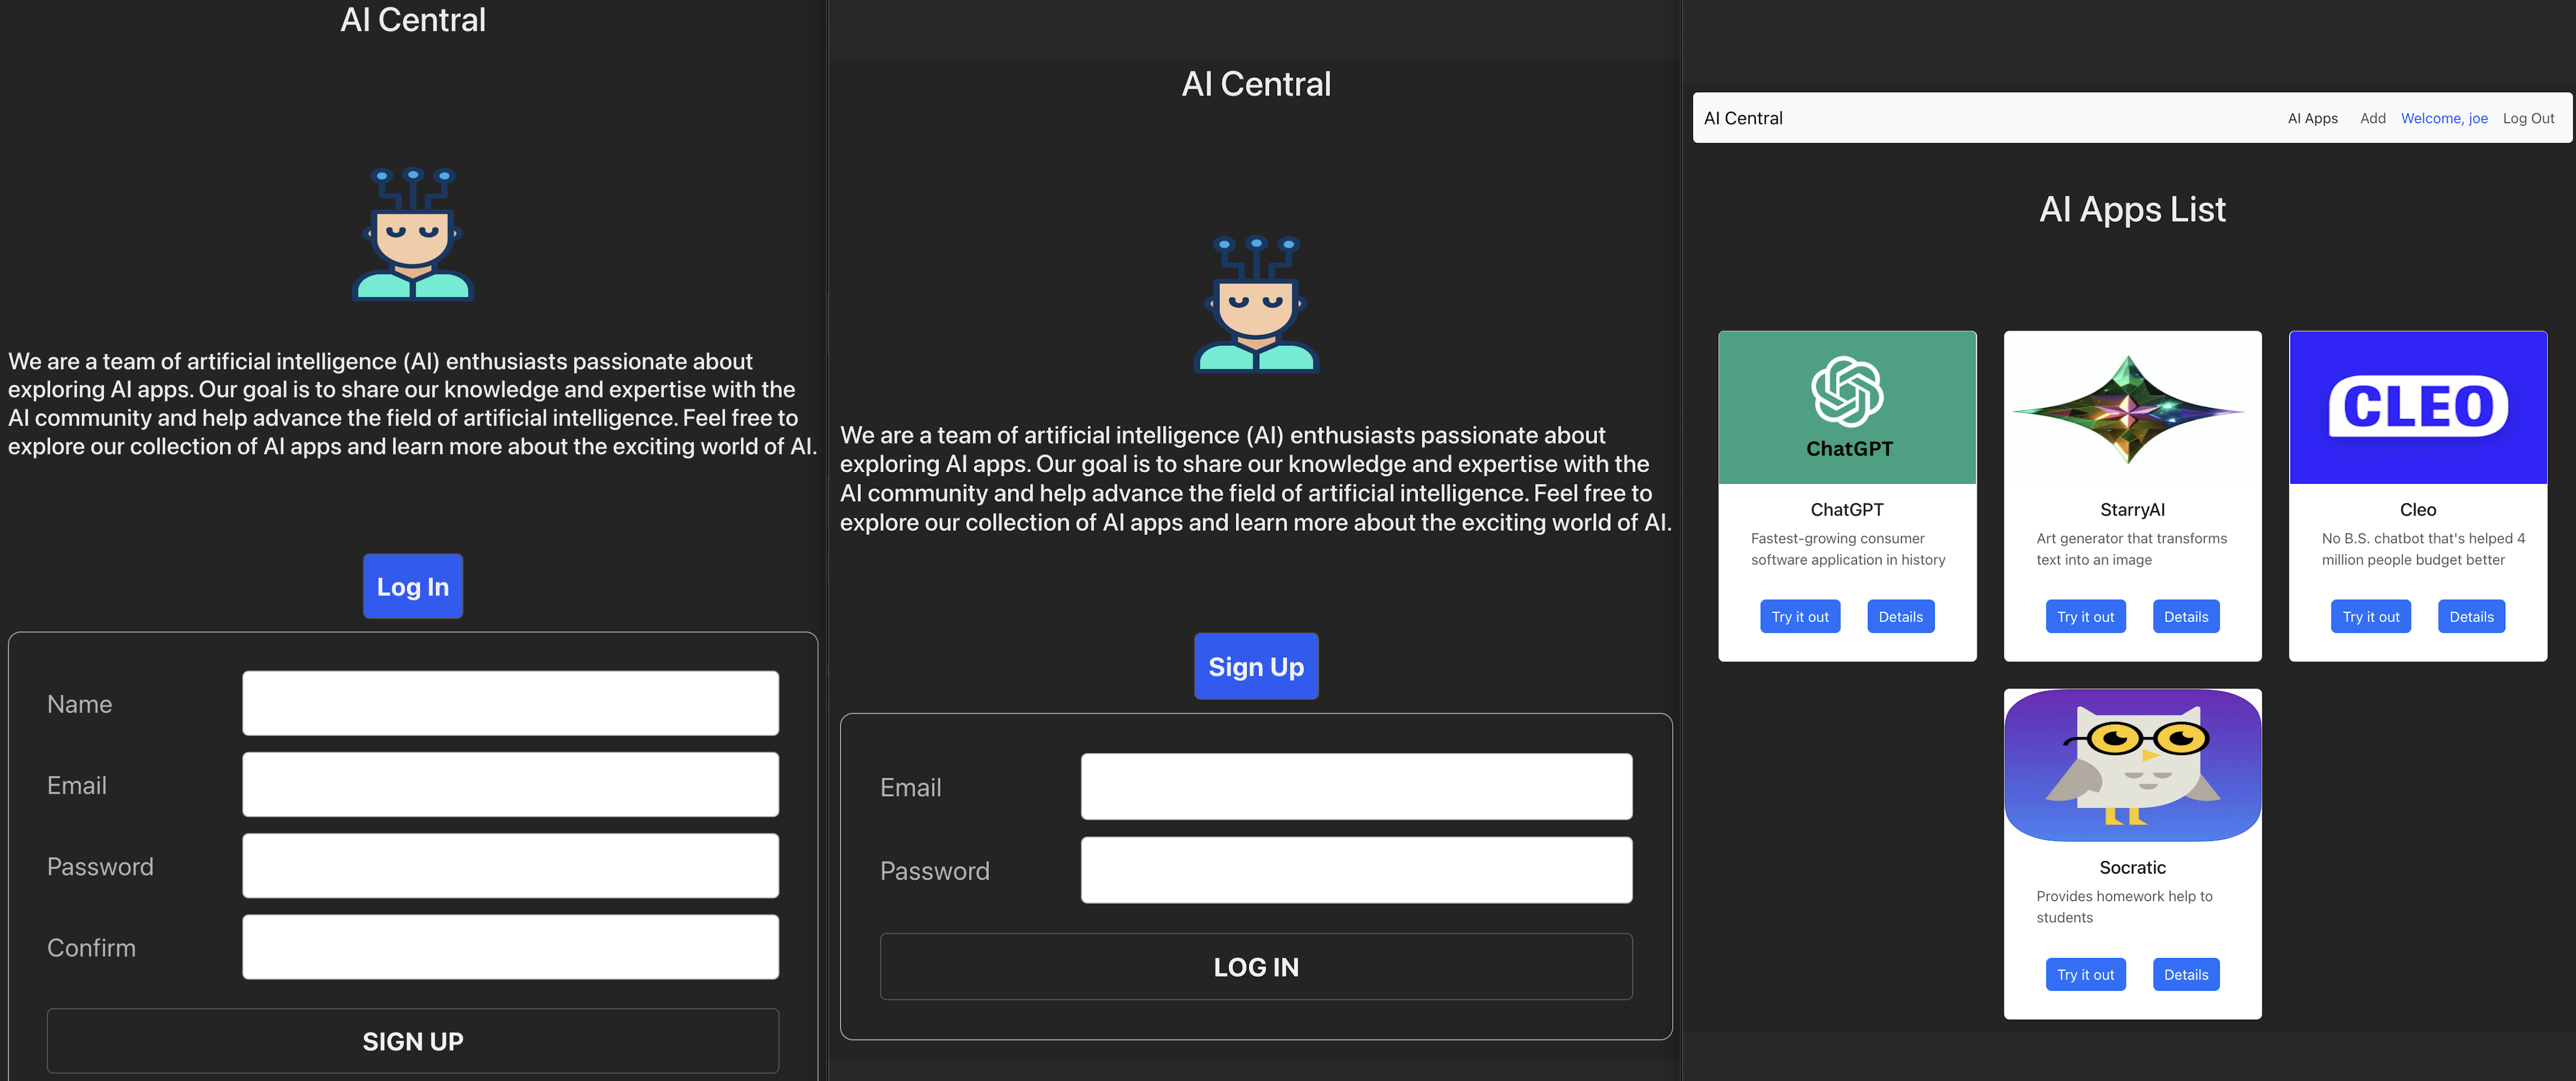 AI Central
We are a team of artificial intelligence (AI) enthusiasts passionate about
exploring AI apps. Our goal is to share our knowledge and expertise with the
AI community and help advance the field of artificial intelligence. Feel free to
explore our collection of AI apps and learn more about the exciting world of AI.
Log In
Name
Email
Password
Confirm
SIGN UP
AI Central
We are a team of artificial intelligence (AI) enthusiasts passionate about
exploring AI apps. Our goal is to share our knowledge and expertise with the
AI community and help advance the field of artificial intelligence. Feel free to
explore our collection of AI apps and learn more about the exciting world of AI.
Sign Up
Email
Password
LOG IN
AI Central AI Apps Add Welcome, joe Log Out
AI Apps List
ChatGPT
ChatGPT
Fastest-growing consumer
software application in history
Try it out Details
StarryAI
Art generator that transforms
text into an image
Try it out Details
CLEO
Cleo
No B.S. chatbot that's helped 4
million people budget better
Try it out Details
Socratic
Provides homework help to
students
Try it out Details